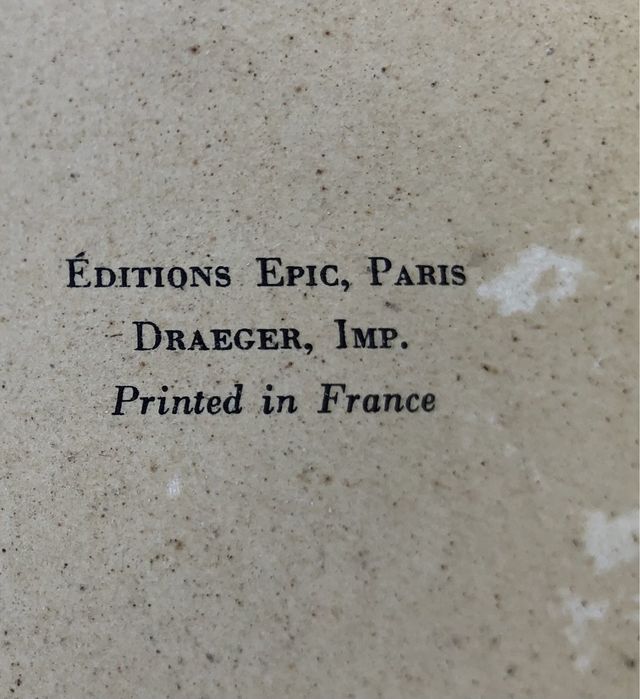 ÉDITIONS EPIC, PARIS
DRAEGER, IMP.
Printed in France